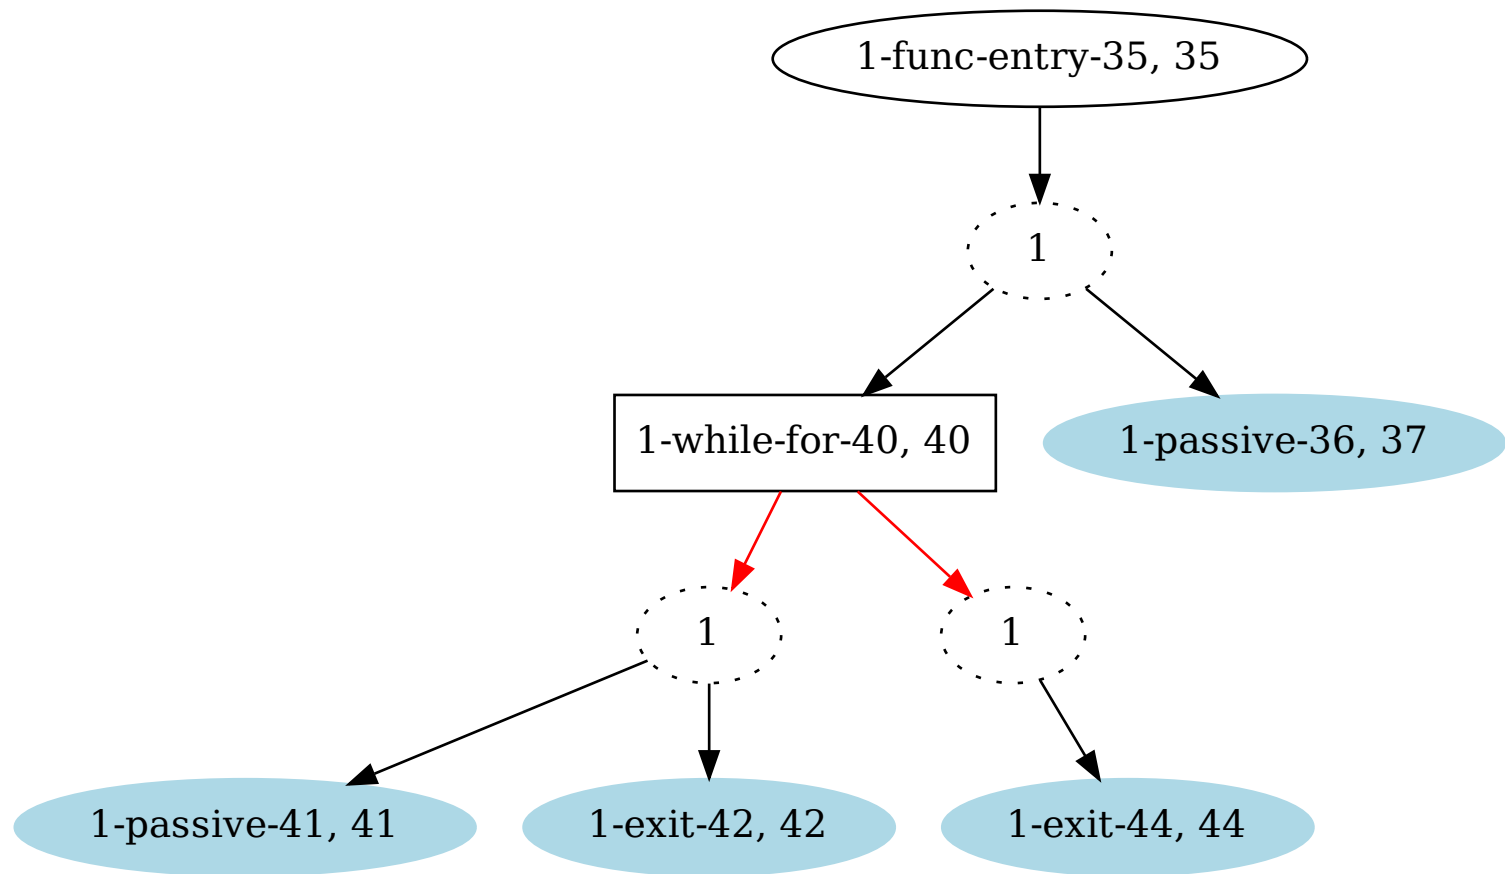 1-func-entry-35, 35
1
1-while-for-40, 40
1-passive-36, 37
1
1
1-passive-41, 41
1-exit-42, 42
1-exit-44, 44